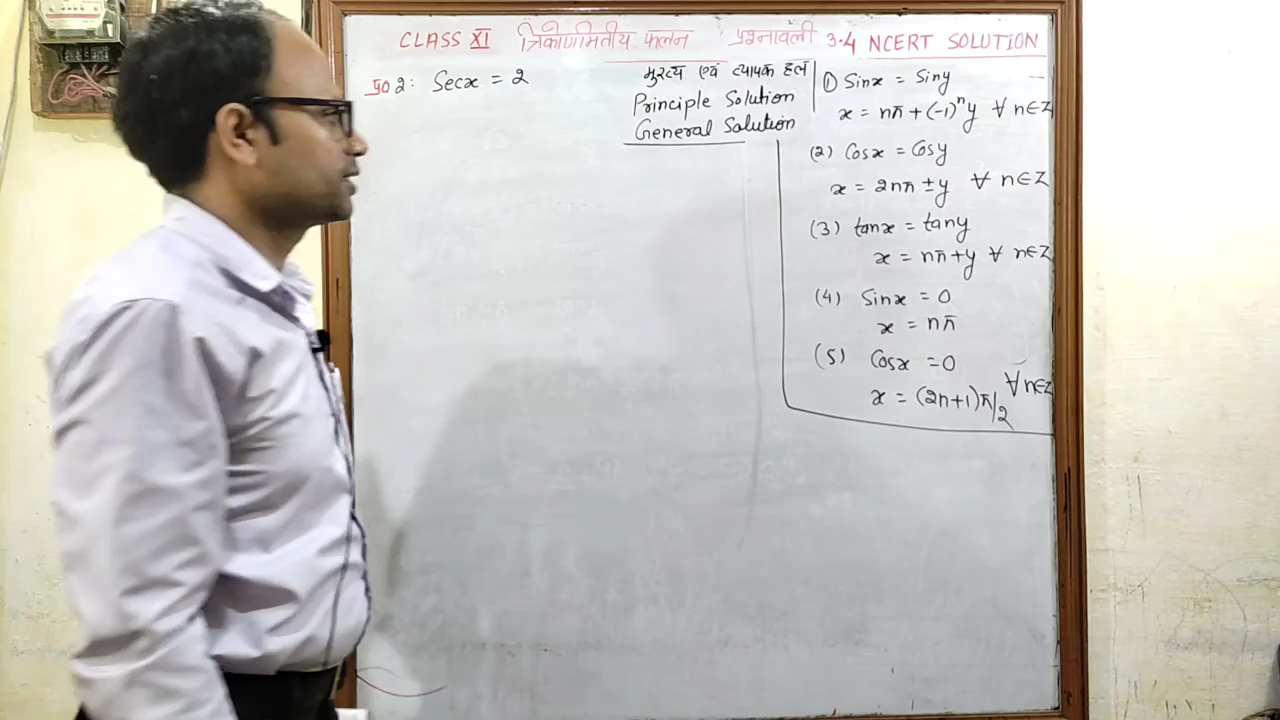 CLASS XI त्रिकोणमितीय फलन प्रश्नावली 3.4 NCERT SOLUTION
प्र02: Secx = 2
मुख्य एवं व्यापक हल
Principle Solution
General Solution
① Sinx = Siny
x = nπ + (-1)ⁿy ∀ n∈Z
(2) Cosx = Cosy
x = 2nπ ± y ∀ n∈Z
(3) tanx = tany
x = nπ+y ∀ n∈Z
(4) Sinx = 0
x = nπ
(5) Cosx = 0
x = (2n+1)π/2 ∀ n∈Z